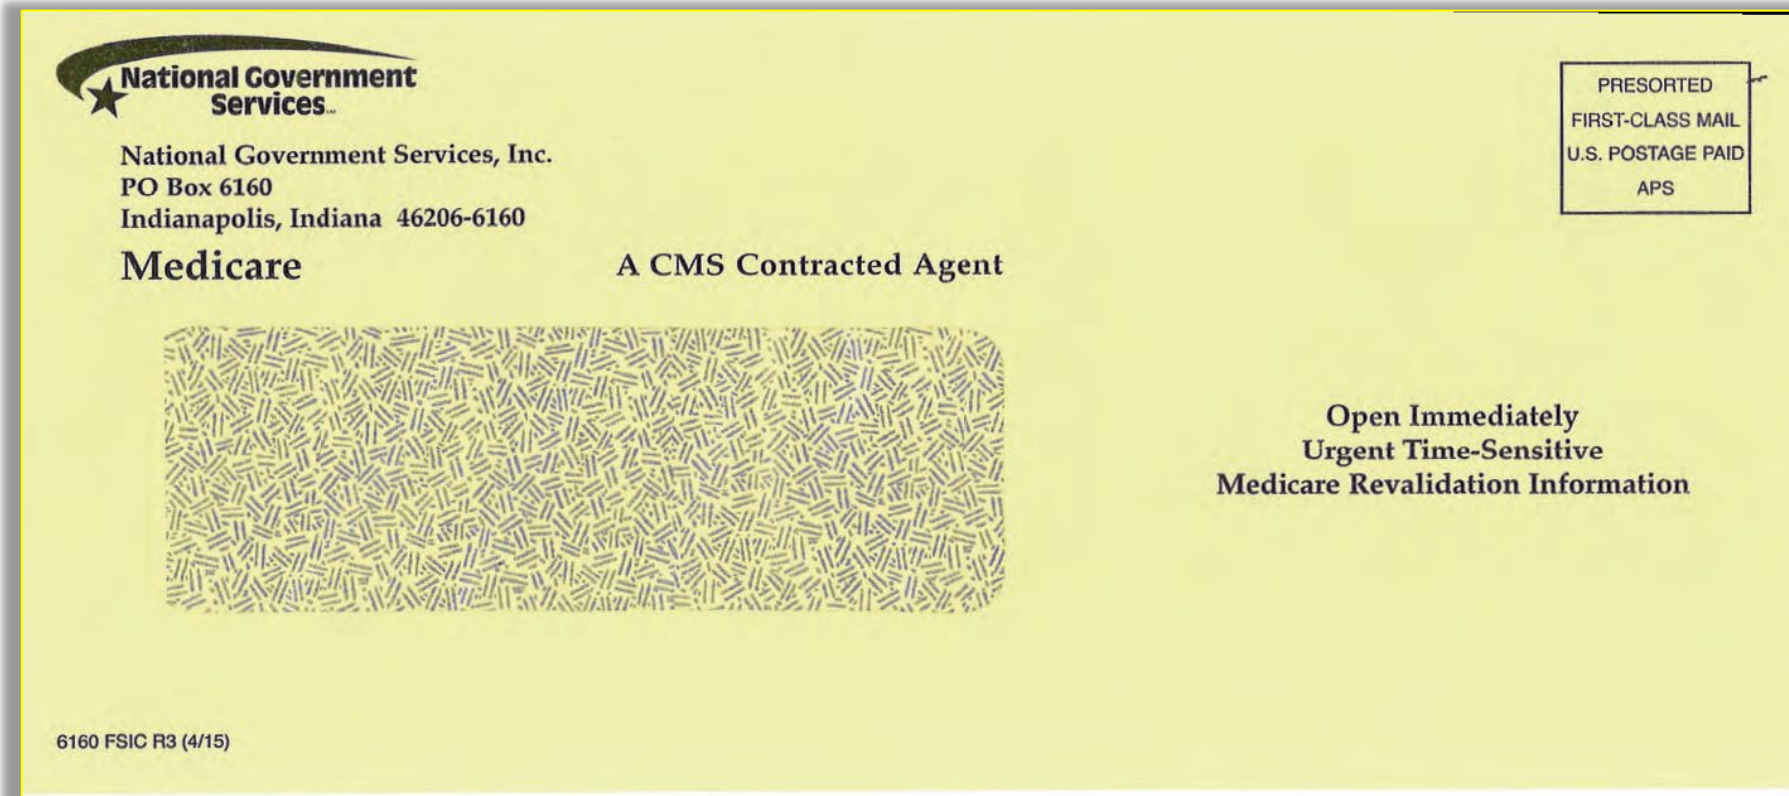 National Government
Services
National Government Services, Inc.
PO Box 6160
Indianapolis, Indiana 46206-6160
Medicare
A CMS Contracted Agent
PRESORTED
FIRST-CLASS MAIL
U.S. POSTAGE PAID
APS
Open Immediately
Urgent Time-Sensitive
Medicare Revalidation Information
6160 FSIC R3 (4/15)